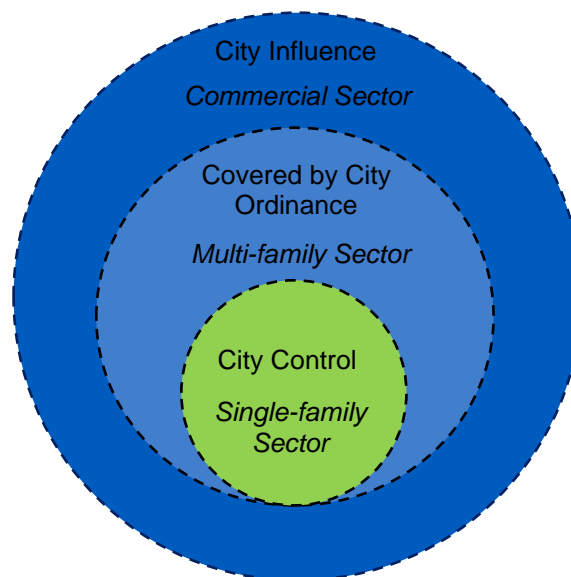 City Influence
Commercial Sector
Covered by City
Ordinance
Multi-family Sector
City Control
Single-family
Sector